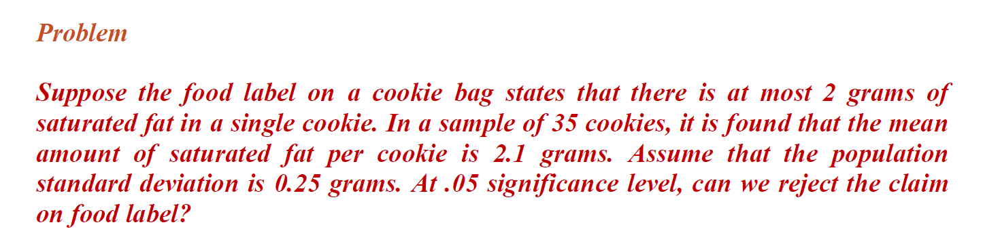 Problem
Suppose the food label on a cookie bag states that there is at most 2 grams of
saturated fat in a single cookie. In a sample of 35 cookies, it is found that the mean
amount of saturated fat per cookie is 2.1 grams. Assume that the population
standard deviation is 0.25 grams. At .05 significance level, can we reject the claim
on food label?